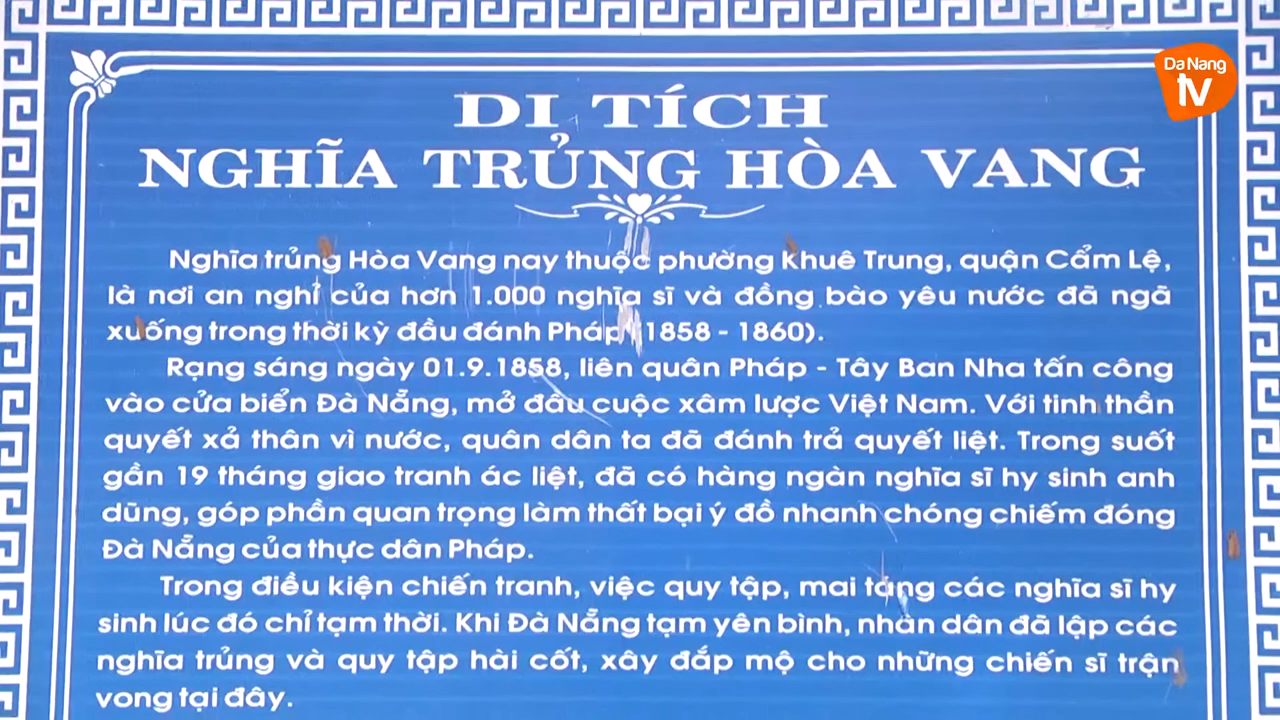 Da Nang
tv
DI TÍCH
NGHĨA TRỦNG HÒA VANG
Nghĩa trủng Hòa Vang nay thuộc phường Khuê Trung, quận Cẩm Lệ,
là nơi an nghỉ của hơn 1.000 nghĩa sĩ và đồng bào yêu nước đã ngã
xuống trong thời kỳ đầu đánh Pháp (1858 - 1860).
Rạng sáng ngày 01.9.1858, liên quân Pháp - Tây Ban Nha tấn công
vào cửa biển Đà Nẵng, mở đầu cuộc xâm lược Việt Nam. Với tinh thần
quyết xả thân vì nước, quân dân ta đã đánh trả quyết liệt. Trong suốt
gần 19 tháng giao tranh ác liệt, đã có hàng ngàn nghĩa sĩ hy sinh anh
dũng, góp phần quan trọng làm thất bại ý đồ nhanh chóng chiếm đóng
Đà Nẵng của thực dân Pháp.
Trong điều kiện chiến tranh, việc quy tập, mai táng các nghĩa sĩ hy
sinh lúc đó chỉ tạm thời. Khi Đà Nẵng tạm yên bình, nhân dân đã lập các
nghĩa trủng và quy tập hài cốt, xây đắp mộ cho những chiến sĩ trận
vong tại đây.